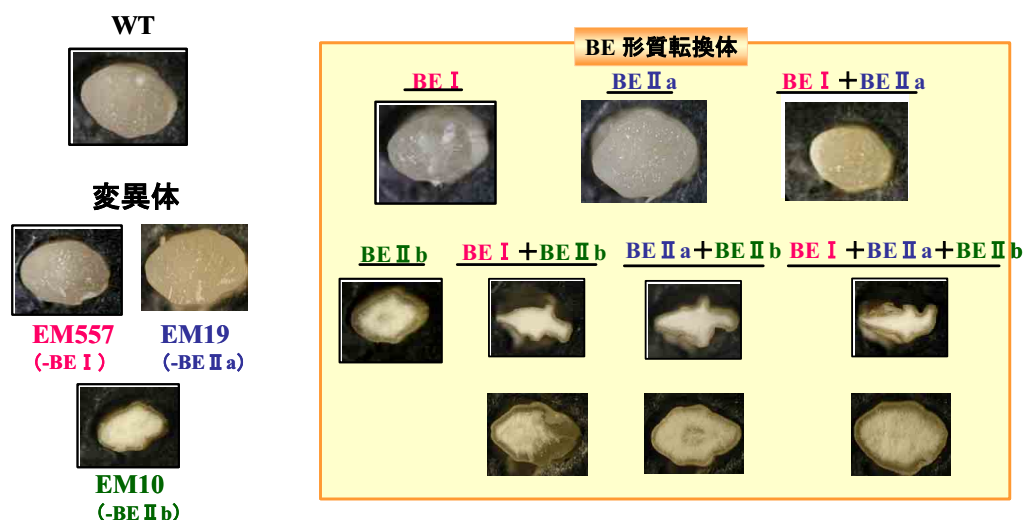 WT
変異体
EM557
(-BEⅠ)
EM19
(-BEⅡa)
EM10
(-BEⅡb)
BE 形質転換体
BEⅠ
BEⅡa
BEⅠ+BEⅡa
BEⅡb
BEⅠ+BEⅡb
BEⅡa+BEⅡb
BEⅠ+BEⅡa+BEⅡb